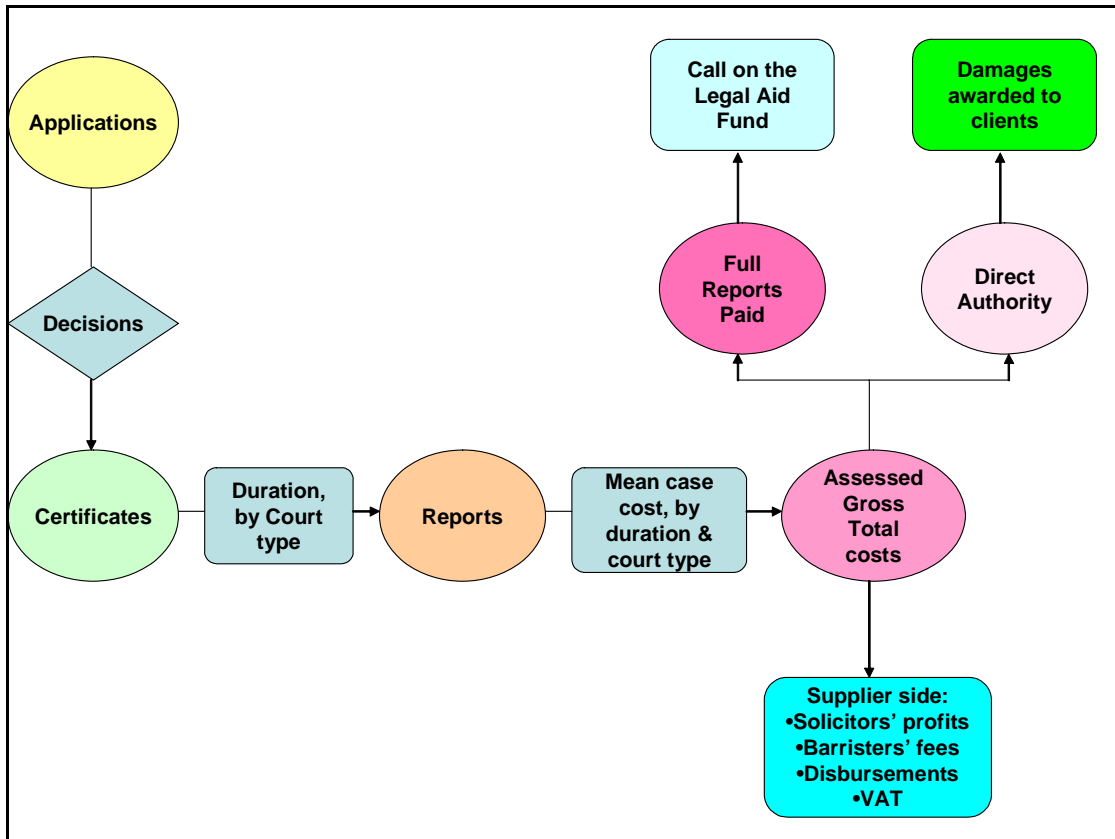 Applications
Decisions
Certificates
Duration,
by Court
type
Reports
Mean case
cost, by
duration &
court type
Assessed
Gross
Total
costs
Full
Reports
Paid
Call on the
Legal Aid
Fund
Direct
Authority
Damages
awarded to
clients
Supplier side:
•Solicitors’ profits
•Barristers’ fees
•Disbursements
•VAT